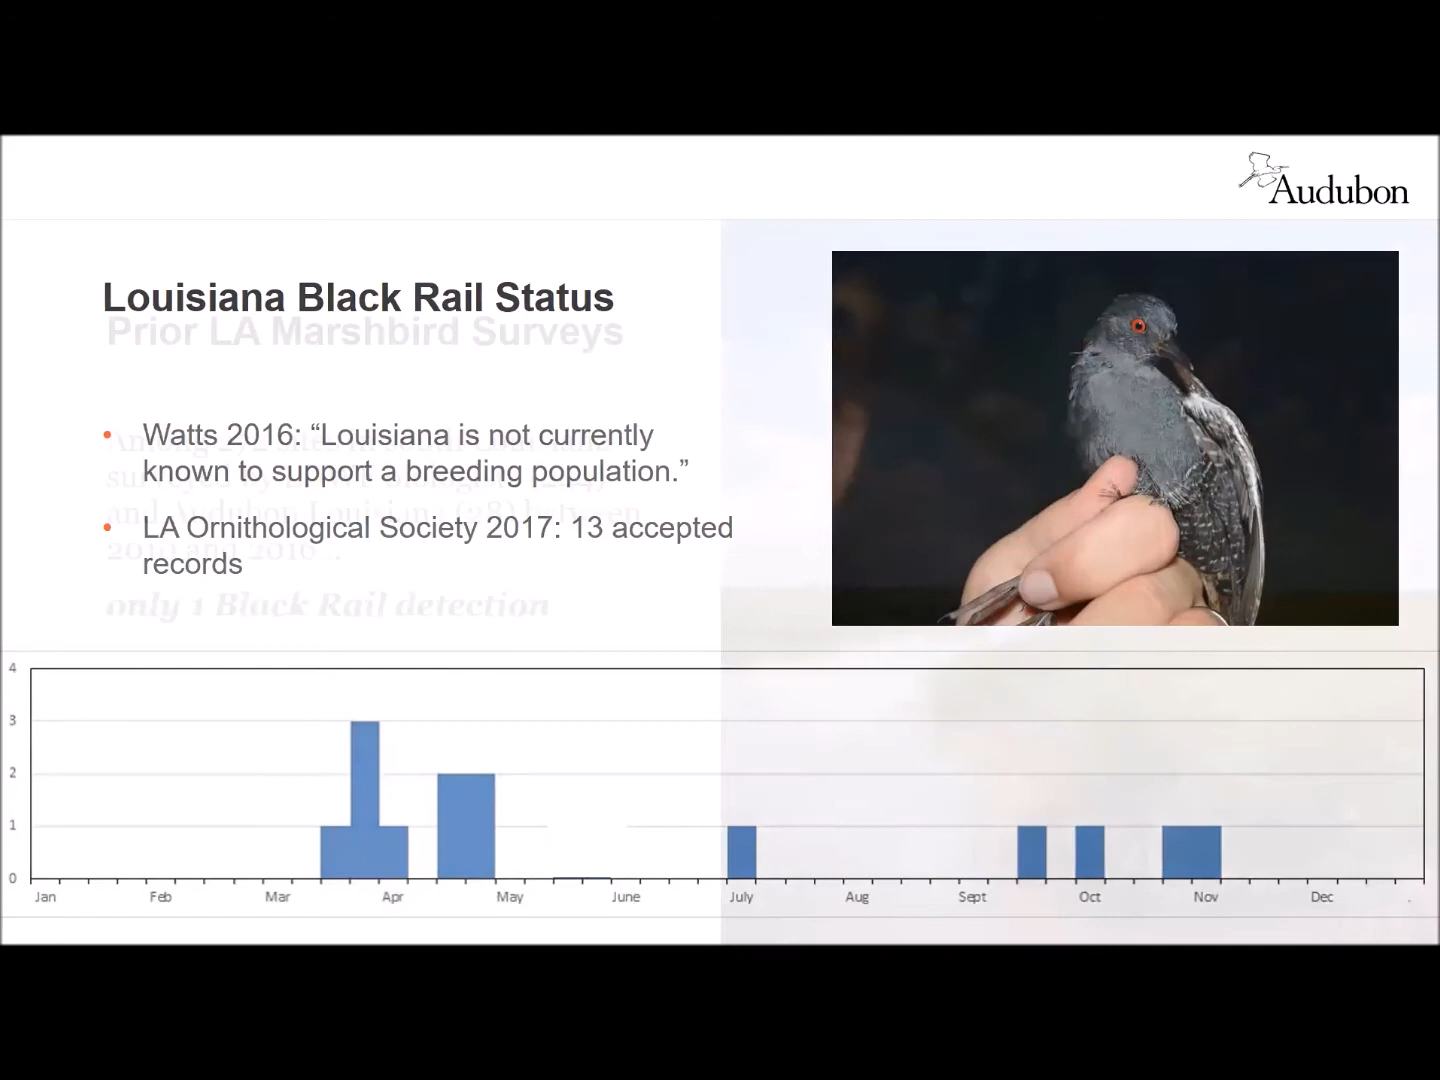 Audubon
Louisiana Black Rail Status
Prior LA Marshbird Surveys
• Watts 2016: “Louisiana is not currently
known to support a breeding population.”
• LA Ornithological Society 2017: 13 accepted
records
only 1 Black Rail detection
4
3
2
1
0
Jan Feb Mar Apr May June July Aug Sept Oct Nov Dec